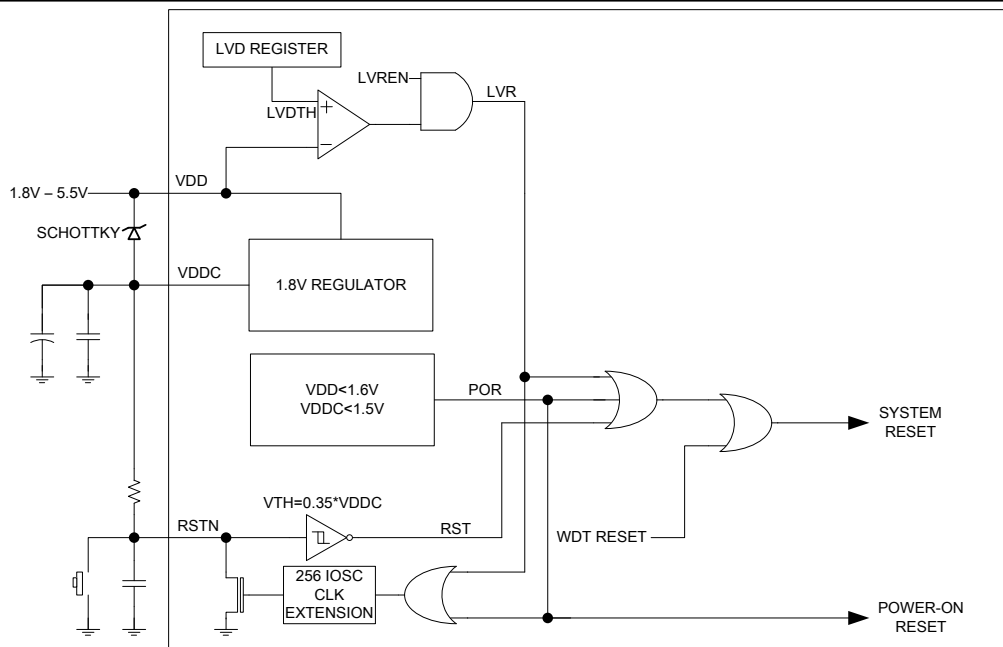 LVD REGISTER
LVREN
LVR
LVDTH
+
−
VDD
1.8V – 5.5V
SCHOTTKY
VDDC
1.8V REGULATOR
VDD<1.6V
VDDC<1.5V
POR
SYSTEM
RESET
VTH=0.35*VDDC
RSTN
RST
WDT RESET
256 IOSC
CLK
EXTENSION
POWER-ON
RESET